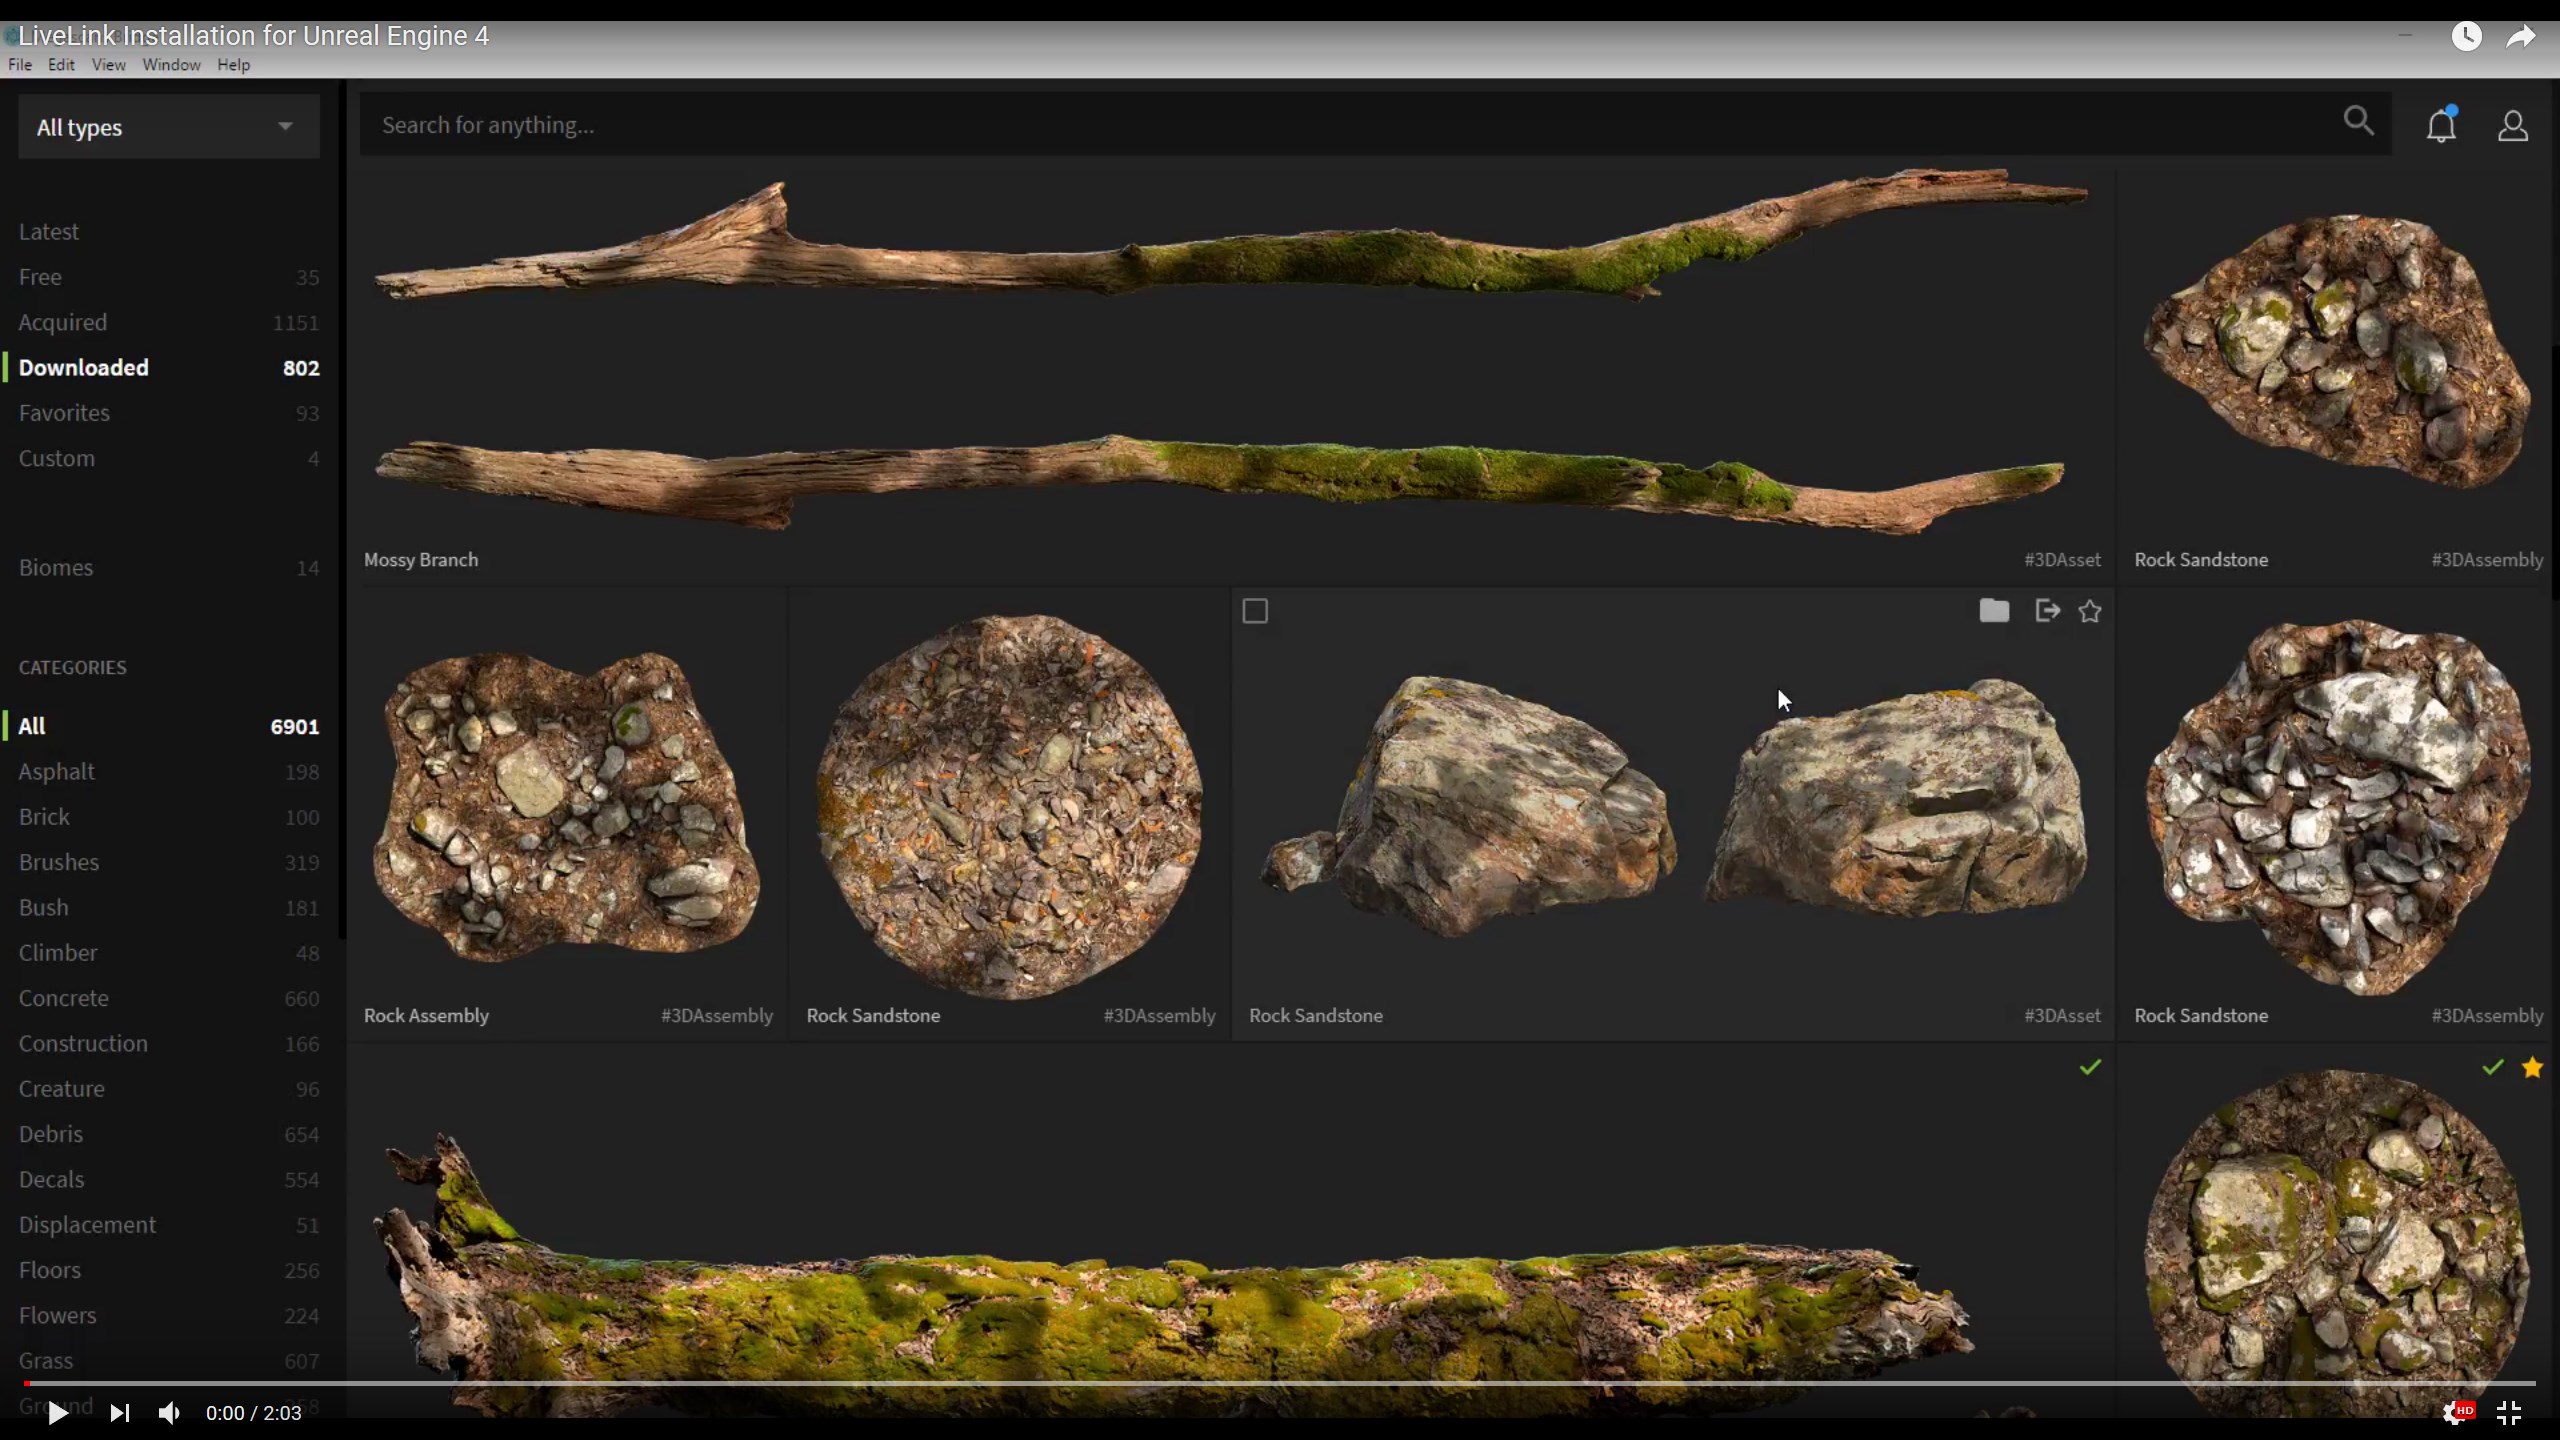 LiveLink Installation for Unreal Engine 4
File Edit View Window Help
All types
Search for anything...
Latest
Free 35
Acquired 1151
Downloaded 802
Favorites 93
Custom 4
Biomes 14
CATEGORIES
All 6901
Asphalt 198
Brick 100
Brushes 319
Bush 181
Climber 48
Concrete 660
Construction 166
Creature 96
Debris 654
Decals 554
Displacement 51
Floors 256
Flowers 224
Grass 607
Ground
Mossy Branch #3DAsset
Rock Sandstone #3DAssembly
Rock Assembly #3DAssembly
Rock Sandstone #3DAssembly
Rock Sandstone #3DAsset
Rock Sandstone #3DAssembly
0:00 / 2:03
HD